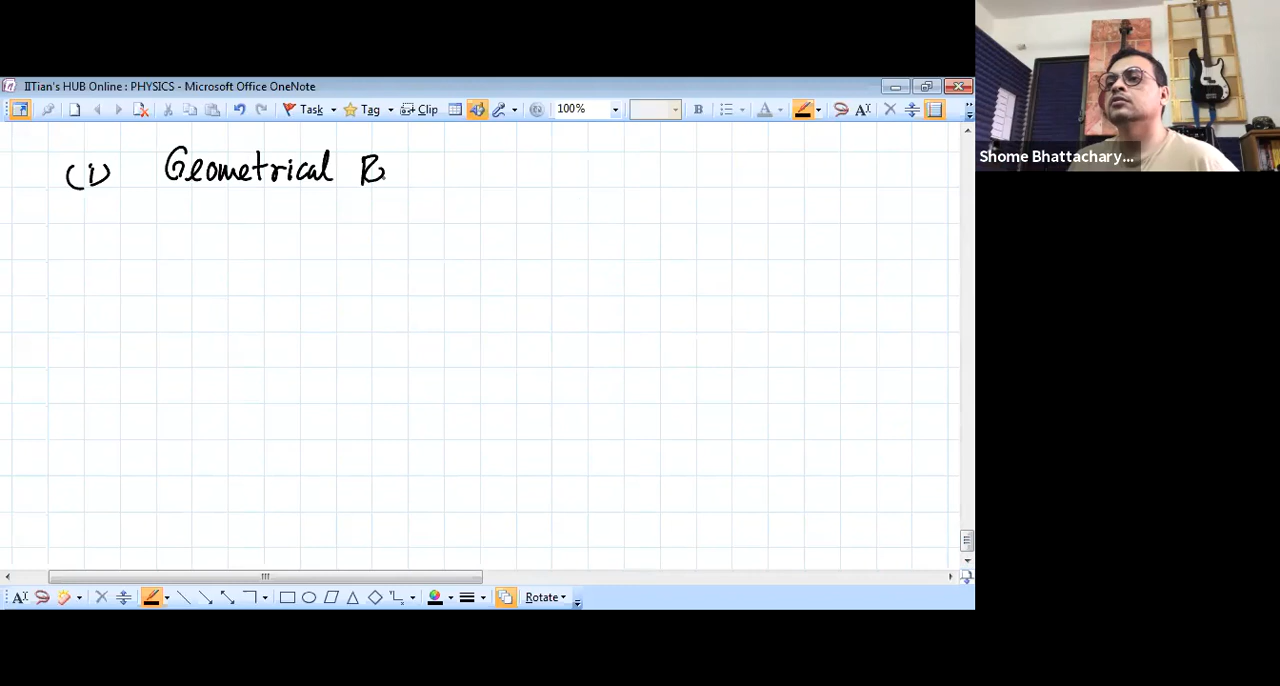 IITian's HUB Online : PHYSICS - Microsoft Office OneNote
Task Tag Clip 100% B A
(1) Geometrical B
Shome Bhattachary...
Rotate